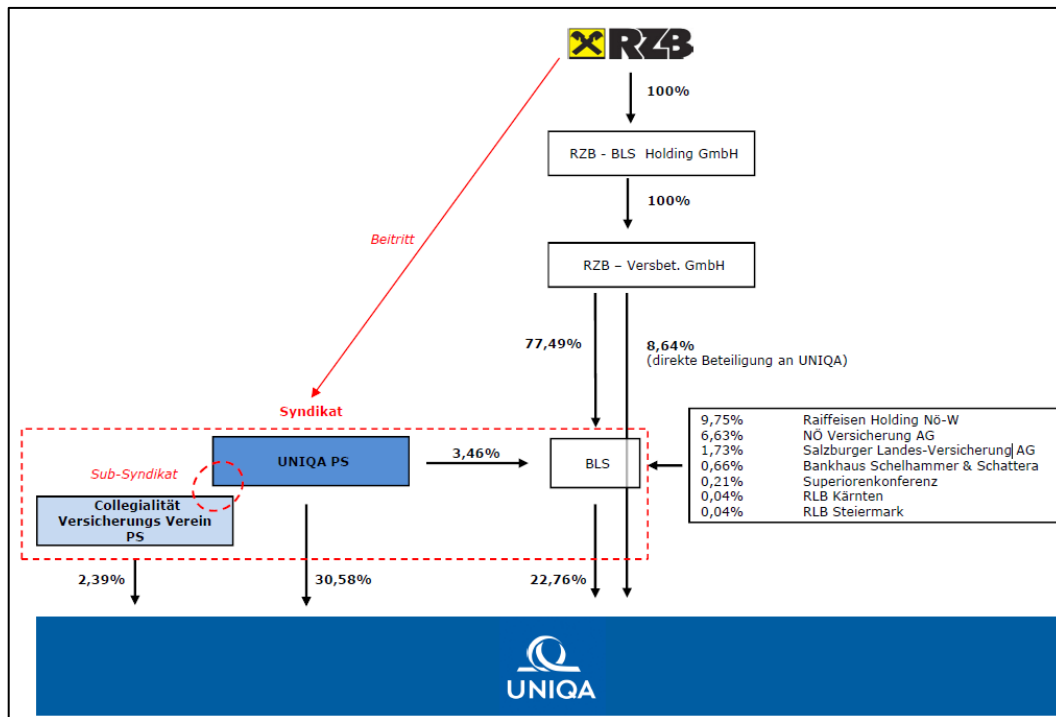 RZB
100%
RZB - BLS Holding GmbH
100%
Beitritt
RZB – Versbet. GmbH
77,49%
8,64%
(direkte Beteiligung an UNIQA)
Syndikat
9,75% Raiffeisen Holding Nö-W
6,63% NÖ Versicherung AG
1,73% Salzburger Landes-Versicherung AG
0,66% Bankhaus Schelhammer & Schattera
0,21% Superiorenkonferenz
0,04% RLB Kärnten
0,04% RLB Steiermark
Sub-Syndikat
UNIQA PS
3,46%
BLS
Collegialität
Versicherungs Verein
PS
2,39%
30,58%
22,76%
UNIQA